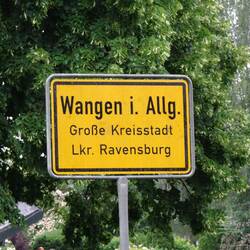 Wangen i. Allg.
Große Kreisstadt
Lkr. Ravensburg